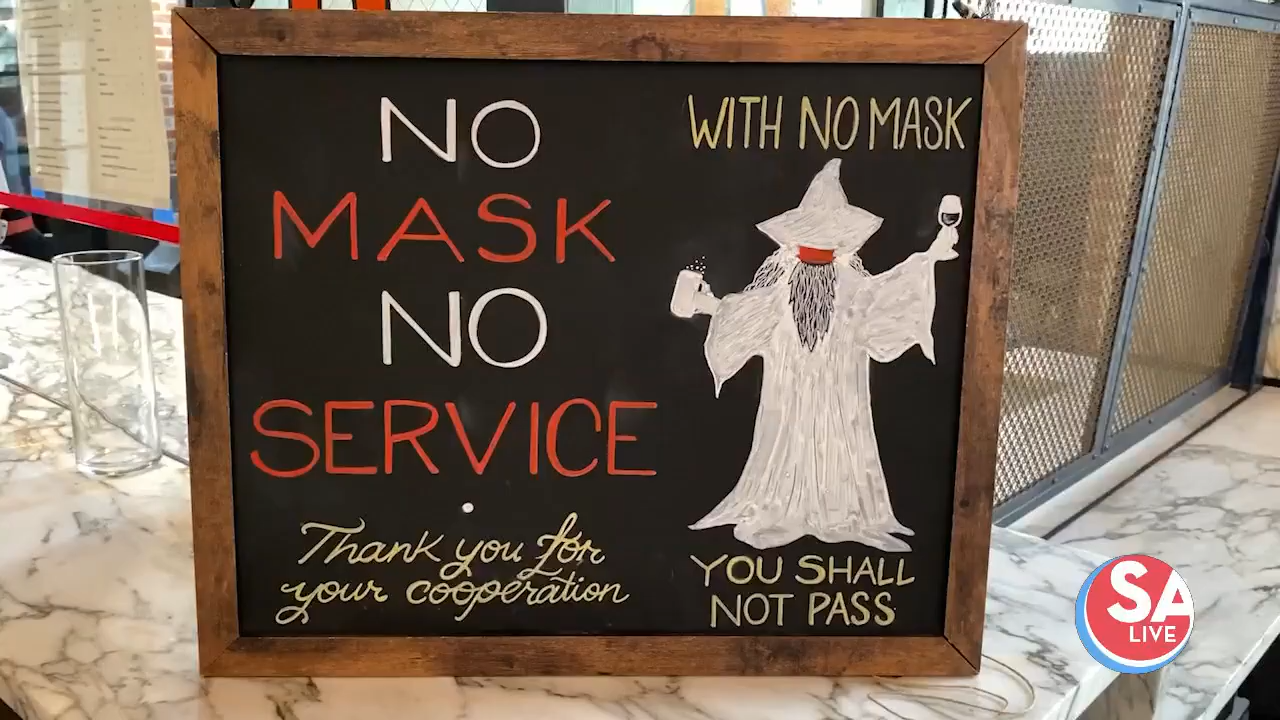 NO
MASK
NO
SERVICE
Thank you for
your cooperation
WITH NO MASK
YOU SHALL
NOT PASS
SA
LIVE